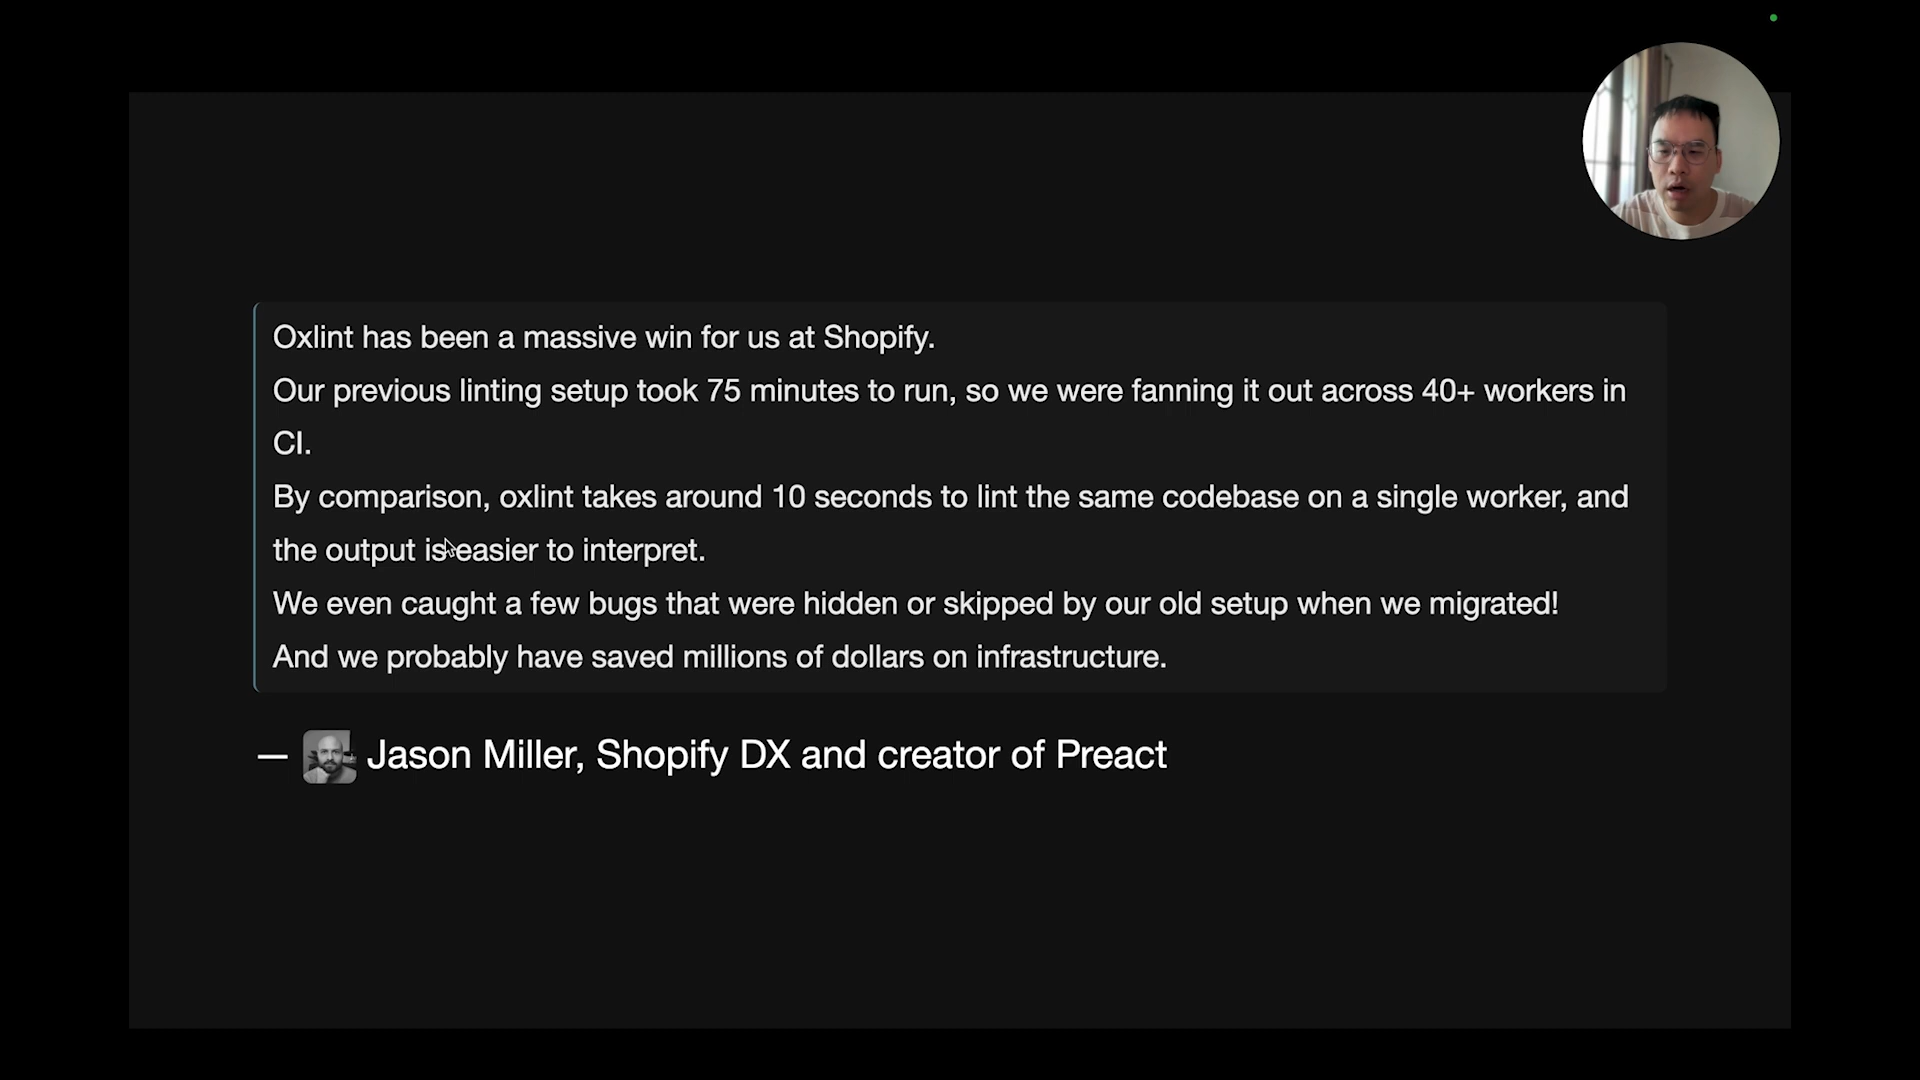 Oxlint has been a massive win for us at Shopify.
Our previous linting setup took 75 minutes to run, so we were fanning it out across 40+ workers in
CI.
By comparison, oxlint takes around 10 seconds to lint the same codebase on a single worker, and
the output is easier to interpret.
We even caught a few bugs that were hidden or skipped by our old setup when we migrated!
And we probably have saved millions of dollars on infrastructure.
— Jason Miller, Shopify DX and creator of Preact